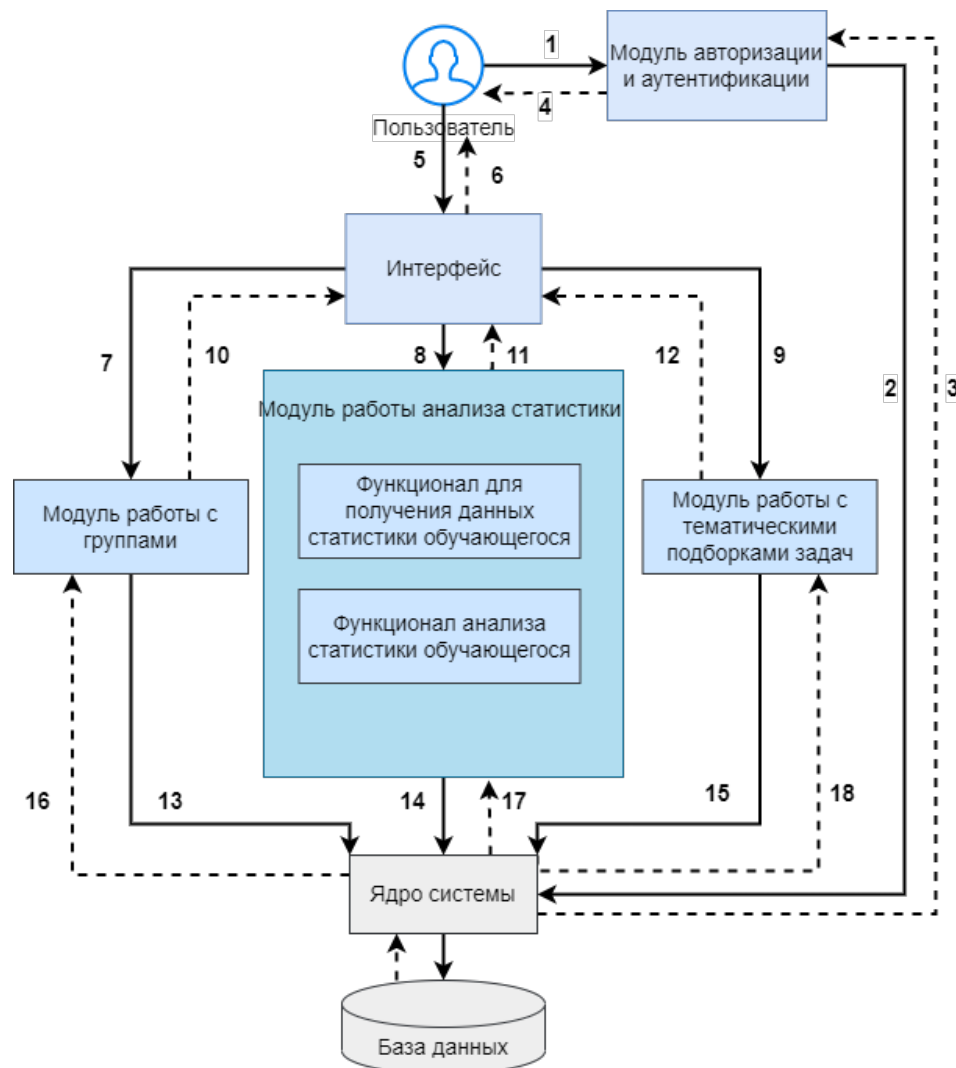 1
Модуль авторизации
и аутентификации
4
Пользователь
5
6
Интерфейс
7
10
8
11
12
9
2
3
Модуль работы анализа статистики
Функционал для
получения данных
статистики обучающегося
Модуль работы с
группами
Модуль работы с
тематическими
подборками задач
Функционал анализа
статистики обучающегося
16
13
14
17
15
18
Ядро системы
База данных